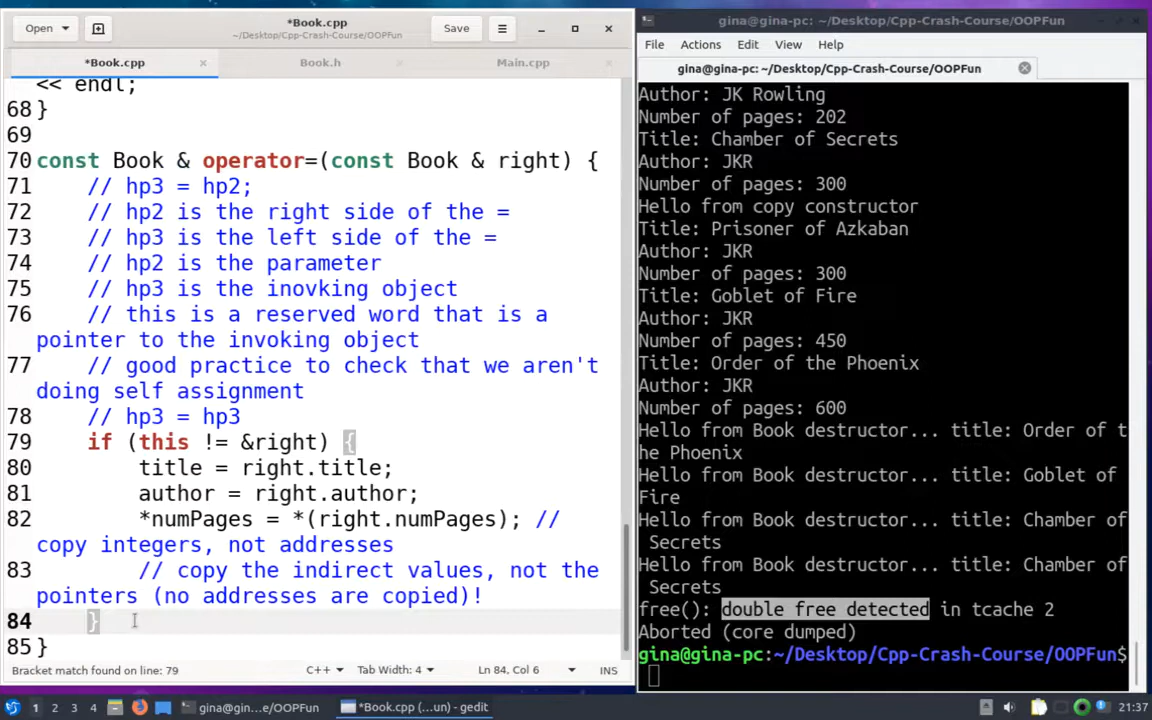 Open
*Book.cpp
~/Desktop/Cpp-Crash-Course/OOPFun
Save
*Book.cpp
Book.h
Main.cpp
<< endl;
68 }
69
70 const Book & operator=(const Book & right) {
71 // hp3 = hp2;
72 // hp2 is the right side of the =
73 // hp3 is the left side of the =
74 // hp2 is the parameter
75 // hp3 is the inovking object
76 // this is a reserved word that is a
pointer to the invoking object
77 // good practice to check that we aren't
doing self assignment
78 // hp3 = hp3
79 if (this != &right) {
80 title = right.title;
81 author = right.author;
82 *numPages = *(right.numPages); //
copy integers, not addresses
83 // copy the indirect values, not the
pointers (no addresses are copied)!
84 }
85 }
Bracket match found on line: 79
C++
Tab Width: 4
Ln 84, Col 6
INS
gina@gina-pc: ~/Desktop/Cpp-Crash-Course/OOPFun
File Actions Edit View Help
gina@gina-pc: ~/Desktop/Cpp-Crash-Course/OOPFun
Author: JK Rowling
Number of pages: 202
Title: Chamber of Secrets
Author: JKR
Number of pages: 300
Hello from copy constructor
Title: Prisoner of Azkaban
Author: JKR
Number of pages: 300
Title: Goblet of Fire
Author: JKR
Number of pages: 450
Title: Order of the Phoenix
Author: JKR
Number of pages: 600
Hello from Book destructor... title: Order of t
he Phoenix
Hello from Book destructor... title: Goblet of
Fire
Hello from Book destructor... title: Chamber of
Secrets
Hello from Book destructor... title: Chamber of
Secrets
free(): double free detected in tcache 2
Aborted (core dumped)
gina@gina-pc:~/Desktop/Cpp-Crash-Course/OOPFun$
1 2 3 4
gina@gin...e/OOPFun
*Book.cpp (...un) - gedit
21:37